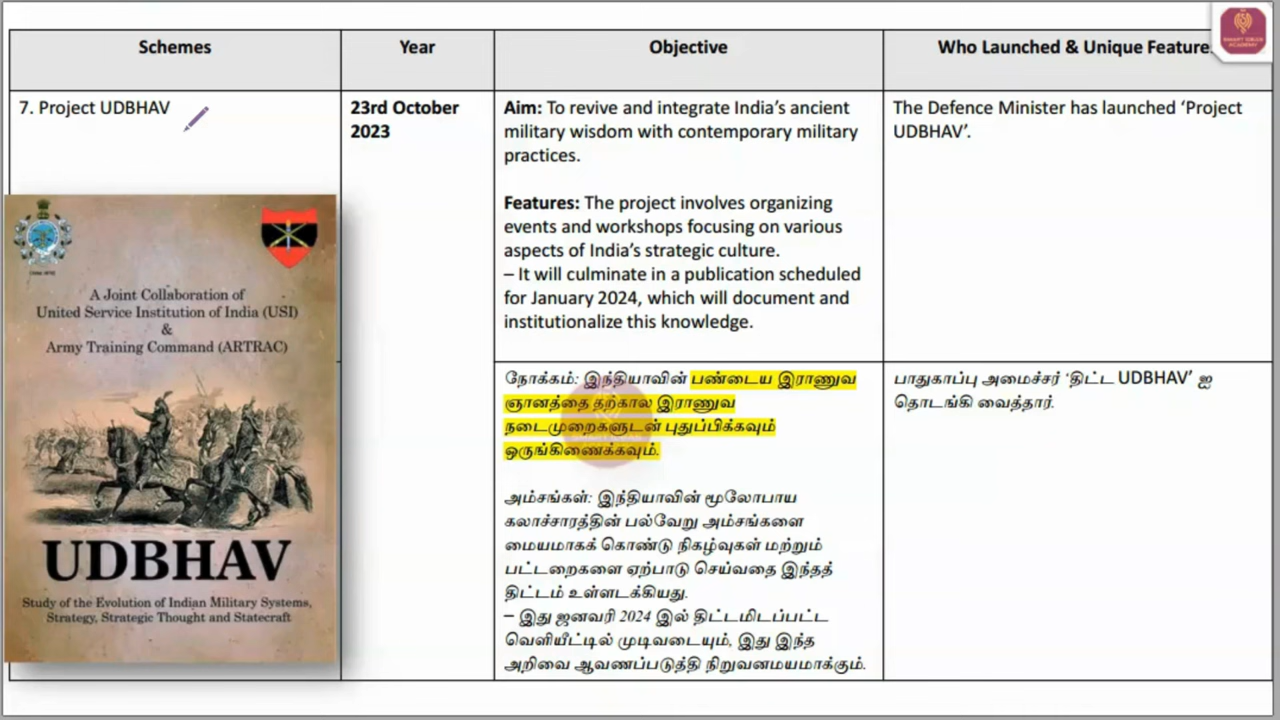 Schemes
Year
Objective
Who Launched & Unique Feature
SMART IDEAS
ACADEMY
7. Project UDBHAV
23rd October
2023
Aim: To revive and integrate India’s ancient
military wisdom with contemporary military
practices.
Features: The project involves organizing
events and workshops focusing on various
aspects of India’s strategic culture.
– It will culminate in a publication scheduled
for January 2024, which will document and
institutionalize this knowledge.
The Defence Minister has launched ‘Project
UDBHAV’.
A Joint Collaboration of
United Service Institution of India (USI)
&
Army Training Command (ARTRAC)
UDBHAV
Study of the Evolution of Indian Military Systems,
Strategy, Strategic Thought and Statecraft
நோக்கம்: இந்தியாவின் பண்டைய இராணுவ
ஞானத்தை தற்கால இராணுவ
நடைமுறைகளுடன் புதுப்பிக்கவும்
ஒருங்கிணைக்கவும்.
அம்சங்கள்: இந்தியாவின் மூலோபாய
கலாச்சாரத்தின் பல்வேறு அம்சங்களை
மையமாகக் கொண்டு நிகழ்வுகள் மற்றும்
பட்டறைகளை ஏற்பாடு செய்வதை இந்தத்
திட்டம் உள்ளடக்கியது.
– இது ஜனவரி 2024 இல் திட்டமிடப்பட்ட
வெளியீட்டில் முடிவடையும், இது இந்த
அறிவை ஆவணப்படுத்தி நிறுவனமயமாக்கும்.
பாதுகாப்பு அமைச்சர் ‘திட்ட UDBHAV’ ஐ
தொடங்கி வைத்தார்.